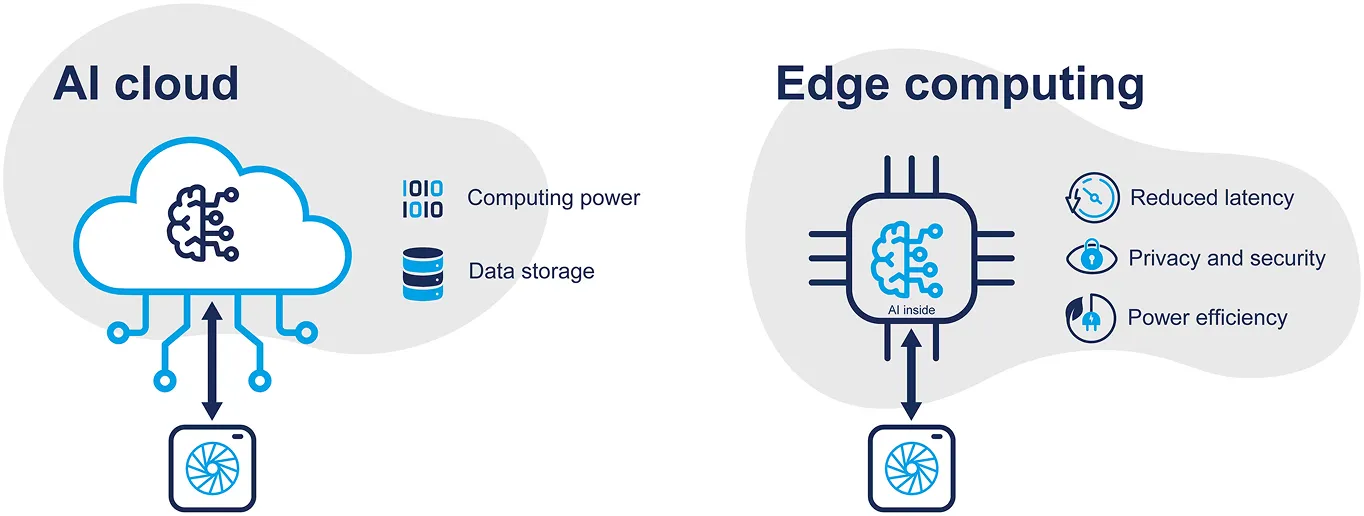 AI cloud
1010
1010
Computing power
Data storage
Edge computing
AI inside
Reduced latency
Privacy and security
Power efficiency